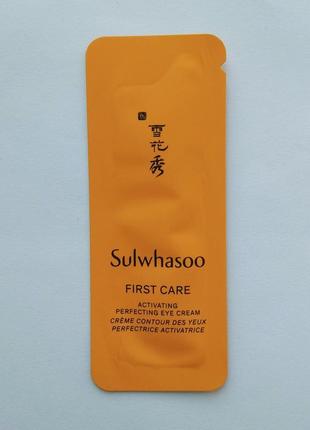 雪
花
秀
Sulwhasoo
FIRST CARE
ACTIVATING
PERFECTING EYE CREAM
CRÈME CONTOUR DES YEUX
PERFECTRICE ACTIVATRICE